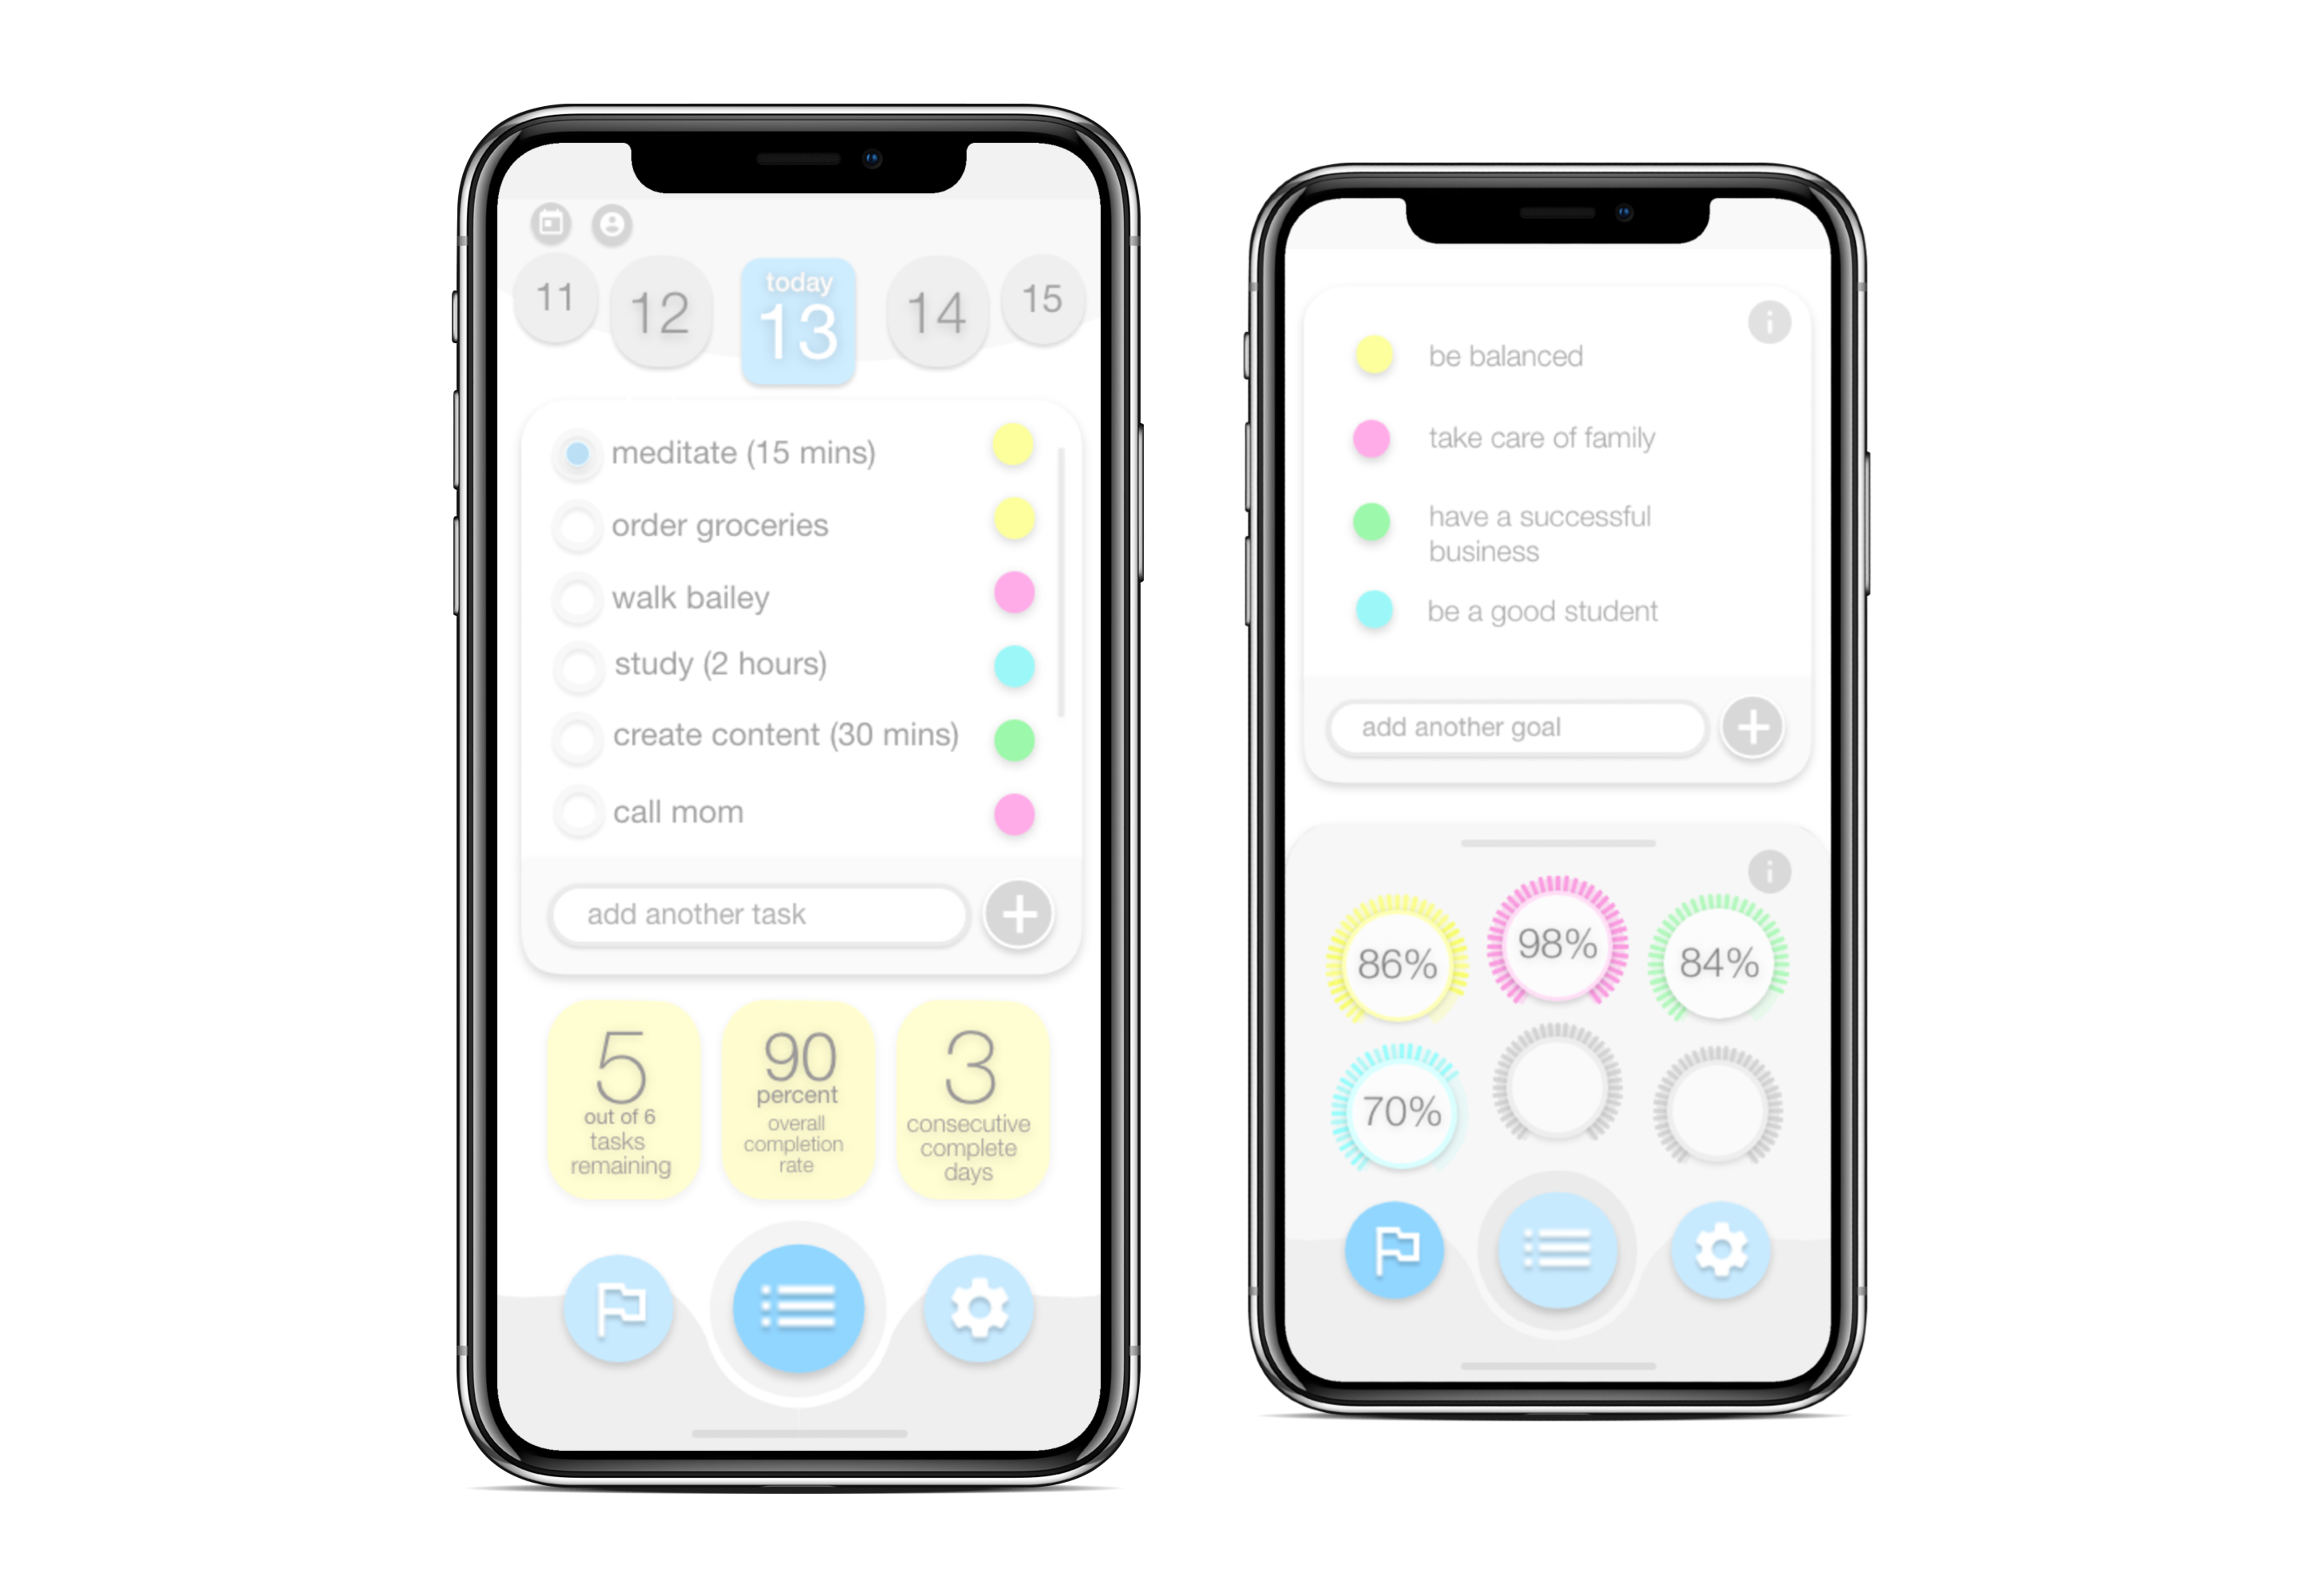 11
12
today
13
14
15
meditate (15 mins)
order groceries
walk bailey
study (2 hours)
create content (30 mins)
call mom
add another task
5
out of 6
tasks
remaining
90
percent
overall
completion
rate
3
consecutive
complete
days
be balanced
take care of family
have a successful
business
be a good student
add another goal
86%
98%
84%
70%